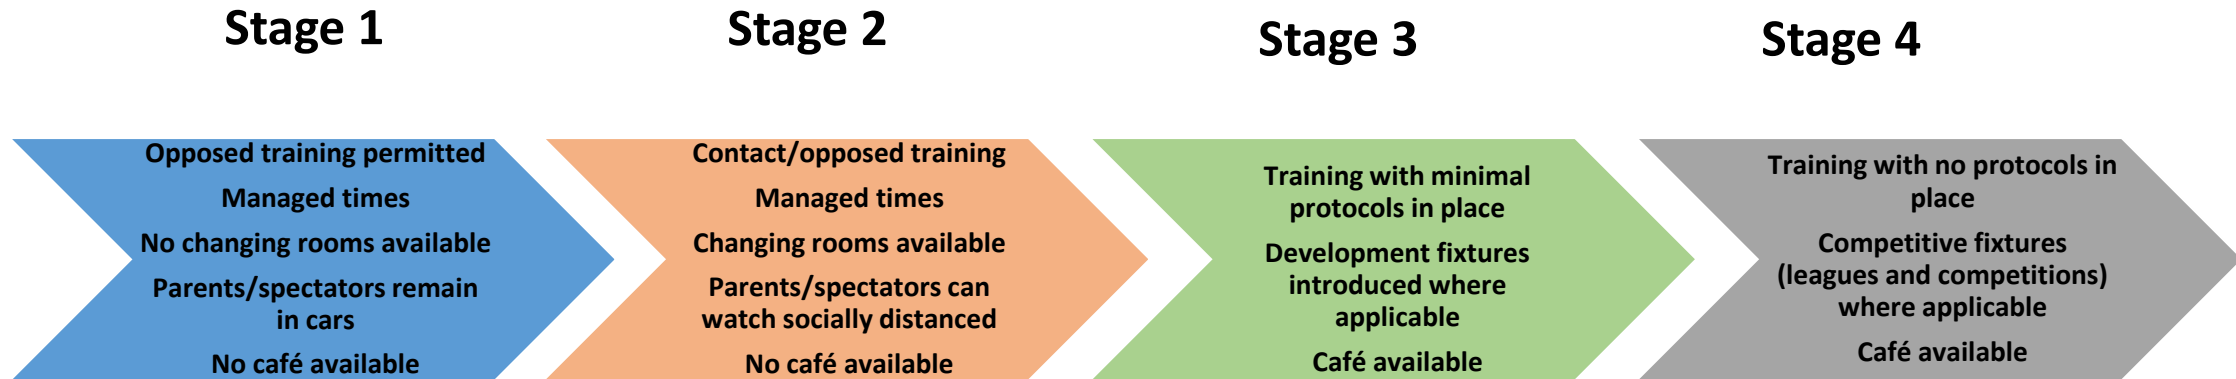 Stage 1
Stage 2
Stage 3
Stage 4
Opposed training permitted
Managed times
No changing rooms available
Parents/spectators remain
in cars
No café available
Contact/opposed training
Managed times
Changing rooms available
Parents/spectators can
watch socially distanced
No café available
Training with minimal
protocols in place
Development fixtures
introduced where
applicable
Café available
Training with no protocols in
place
Competitive fixtures
(leagues and competitions)
where applicable
Café available